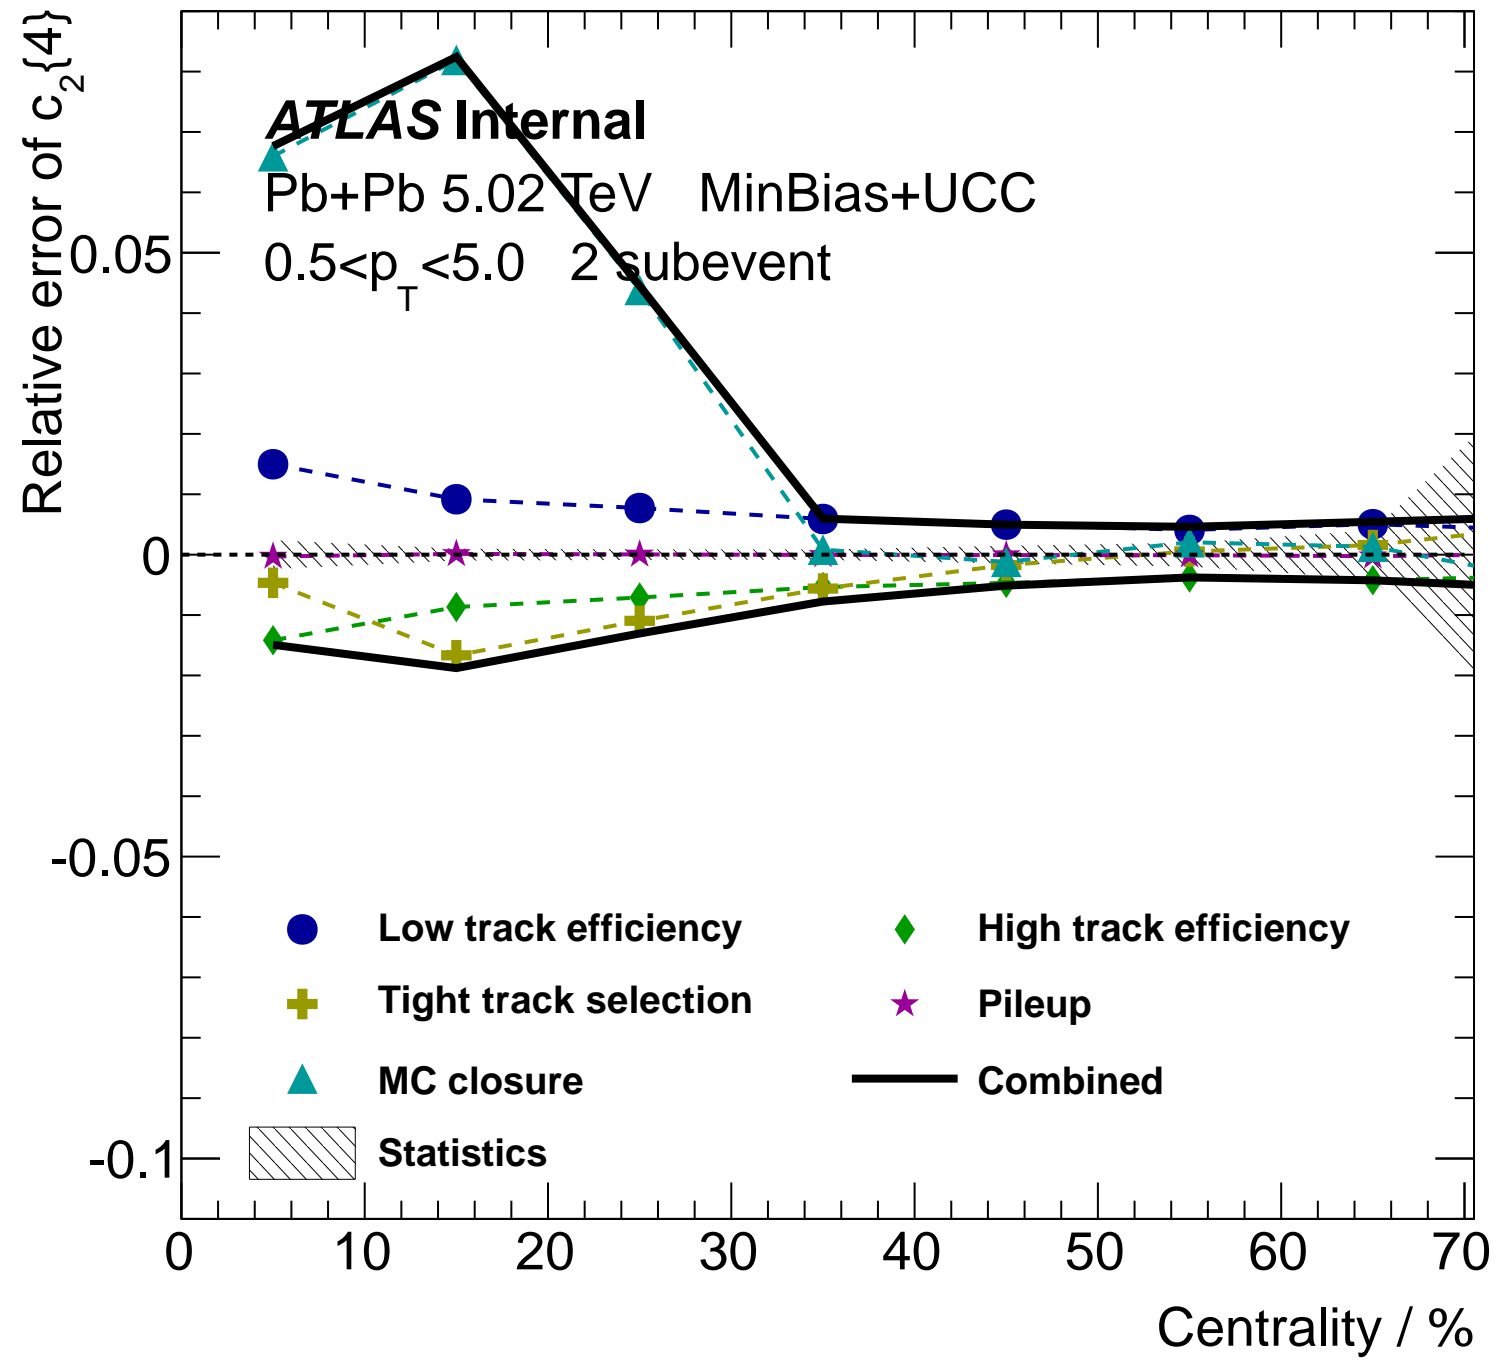 Relative error of c₂{4}
ATLAS Internal
Pb+Pb 5.02 TeV MinBias+UCC
0.5<p_T<5.0 2 subevent
0.05
0
-0.05
-0.1
Low track efficiency
High track efficiency
Tight track selection
Pileup
MC closure
Combined
Statistics
0 10 20 30 40 50 60 70
Centrality / %